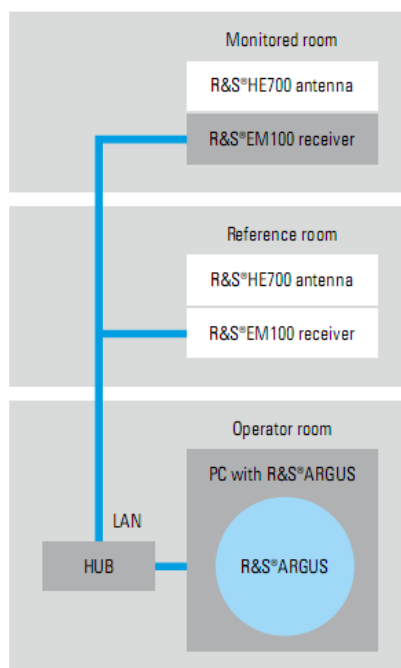 Monitored room
R&S®HE700 antenna
R&S®EM100 receiver
Reference room
R&S®HE700 antenna
R&S®EM100 receiver
Operator room
PC with R&S®ARGUS
LAN
HUB
R&S®ARGUS